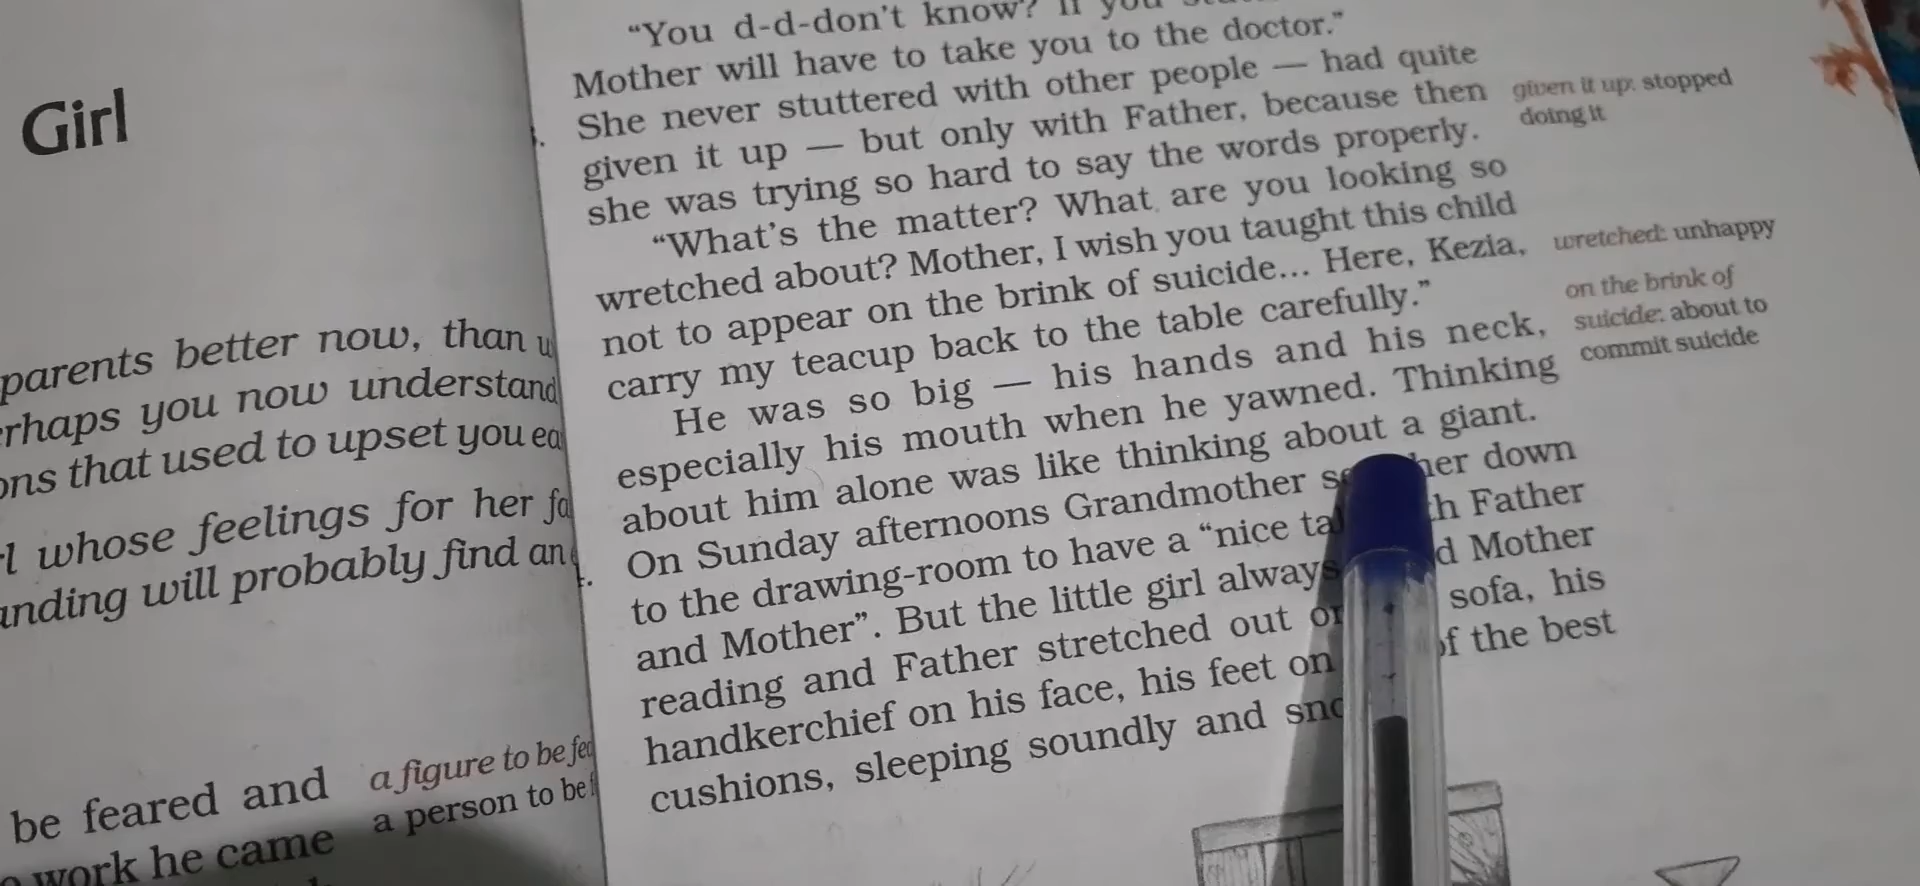 Girl
parents better now, than
you now understand
that used to upset you
whose feelings for her
will probably find
be feared and
work he came
a figure to be
a person to be
“You d-d-don’t know? If you
Mother will have to take you to the doctor.”
She never stuttered with other people — had quite
given it up — but only with Father, because then
she was trying so hard to say the words properly.
“What’s the matter? What are you looking so
wretched about? Mother, I wish you taught this child
not to appear on the brink of suicide... Here, Kezia,
carry my teacup back to the table carefully.”
He was so big — his hands and his neck,
especially his mouth when he yawned. Thinking
about him alone was like thinking about a giant.
On Sunday afternoons Grandmother her down
to the drawing-room to have a “nice Father
and Mother”. But the little girl always Mother
reading and Father stretched out sofa, his
handkerchief on his face, his feet on of the best
cushions, sleeping soundly and
given it up: stopped
doing it
wretched: unhappy
on the brink of
suicide: about to
commit suicide